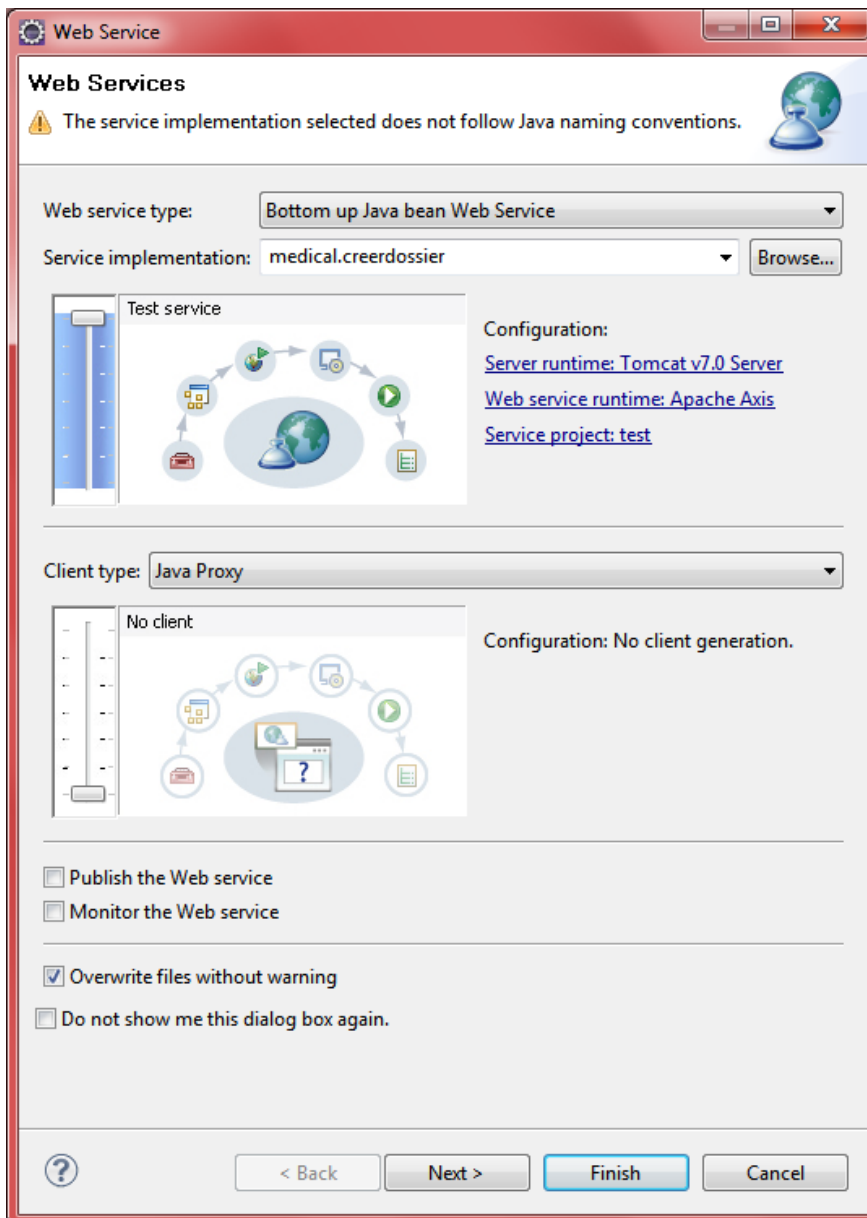 Web Service
Web Services
The service implementation selected does not follow Java naming conventions.
Web service type: Bottom up Java bean Web Service
Service implementation: medical.creerdossier Browse...
Test service
Configuration:
Server runtime: Tomcat v7.0 Server
Web service runtime: Apache Axis
Service project: test
Client type: Java Proxy
No client
Configuration: No client generation.
?
Publish the Web service
Monitor the Web service
Overwrite files without warning
Do not show me this dialog box again.
? < Back Next > Finish Cancel